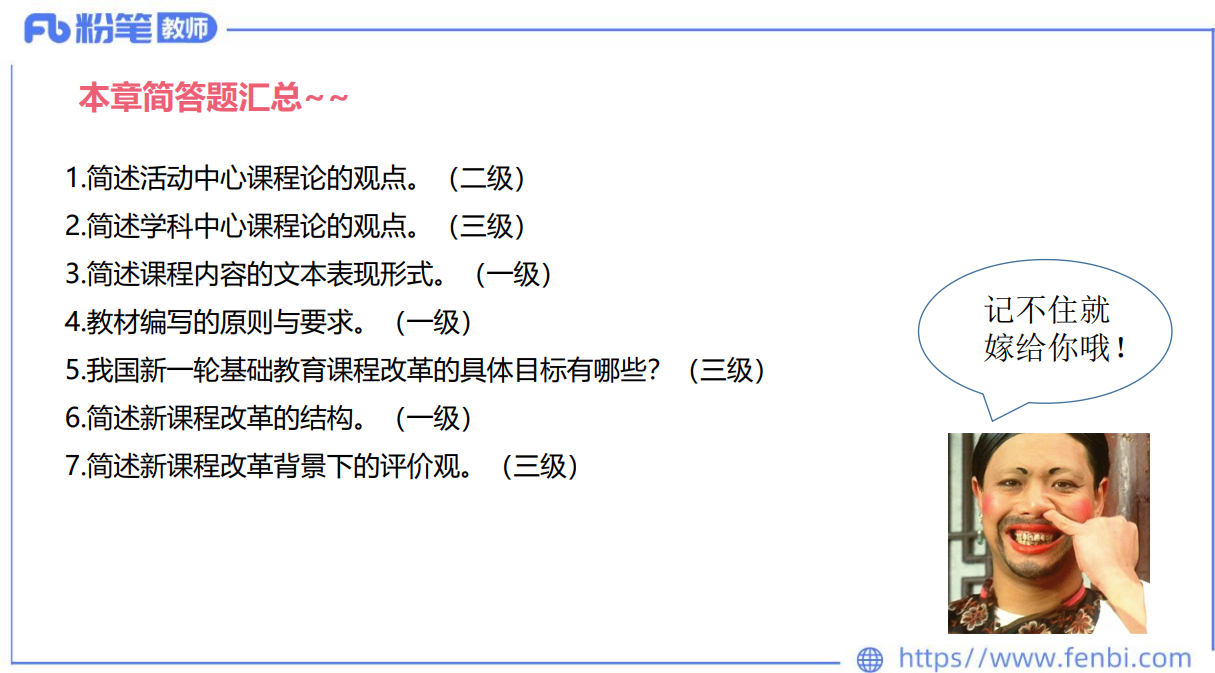 粉笔教师
本章简答题汇总~~
1.简述活动中心课程论的观点。（二级）
2.简述学科中心课程论的观点。（三级）
3.简述课程内容的文本表现形式。（一级）
4.教材编写的原则与要求。（一级）
5.我国新一轮基础教育课程改革的具体目标有哪些？（三级）
6.简述新课程改革的结构。（一级）
7.简述新课程改革背景下的评价观。（三级）
记不住就
嫁给你哦！
https//www.fenbi.com